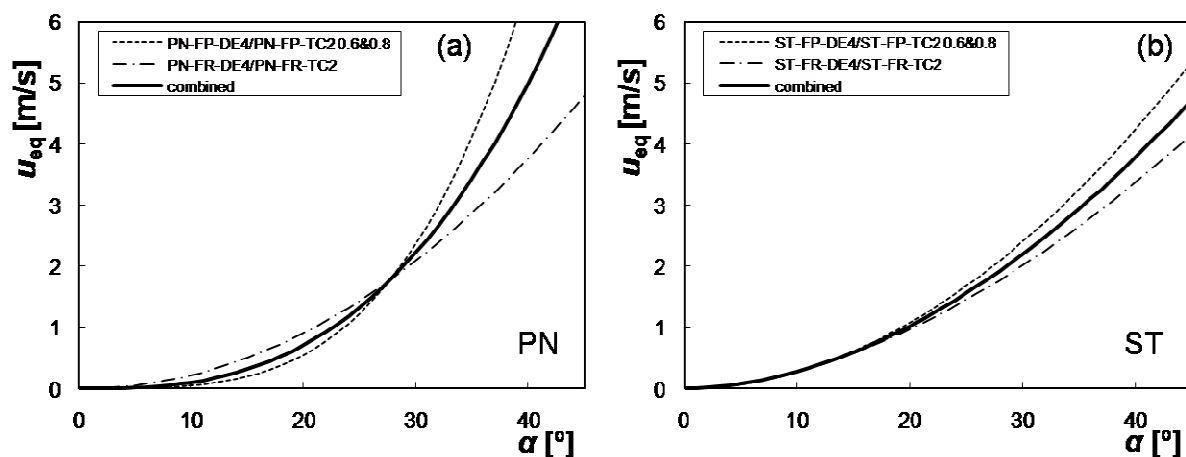 6
5
4
3
2
1
0
u_eq [m/s]
PN-FP-DE4/PN-FP-TC20.6&0.8
PN-FR-DE4/PN-FR-TC2
combined
(a)
PN
0 10 20 30 40
α [°]
6
5
4
3
2
1
0
u_eq [m/s]
ST-FP-DE4/ST-FP-TC20.6&0.8
ST-FR-DE4/ST-FR-TC2
combined
(b)
ST
0 10 20 30 40
α [°]